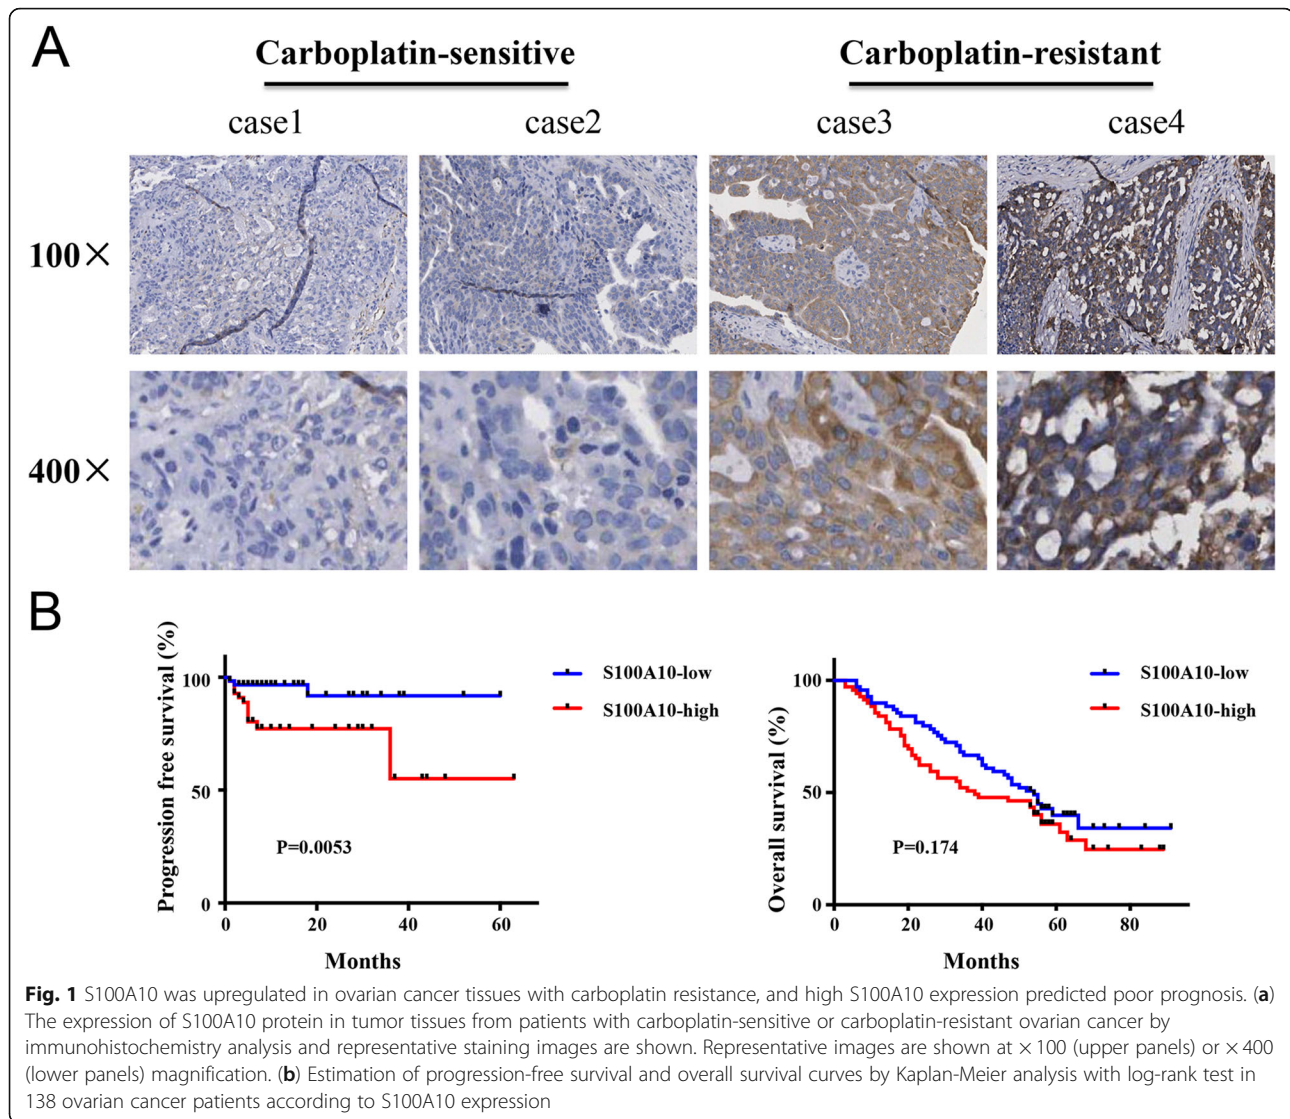 A
Carboplatin-sensitive
Carboplatin-resistant
case1
case2
case3
case4
100×
400×
B
Progression free survival (%)
100
50
0
0
20
40
60
Months
S100A10-low
S100A10-high
P=0.0053
Overall survival (%)
100
50
0
0
20
40
60
80
Months
S100A10-low
S100A10-high
P=0.174
Fig. 1 S100A10 was upregulated in ovarian cancer tissues with carboplatin resistance, and high S100A10 expression predicted poor prognosis. (a)
The expression of S100A10 protein in tumor tissues from patients with carboplatin-sensitive or carboplatin-resistant ovarian cancer by
immunohistochemistry analysis and representative staining images are shown. Representative images are shown at × 100 (upper panels) or × 400
(lower panels) magnification. (b) Estimation of progression-free survival and overall survival curves by Kaplan-Meier analysis with log-rank test in
138 ovarian cancer patients according to S100A10 expression